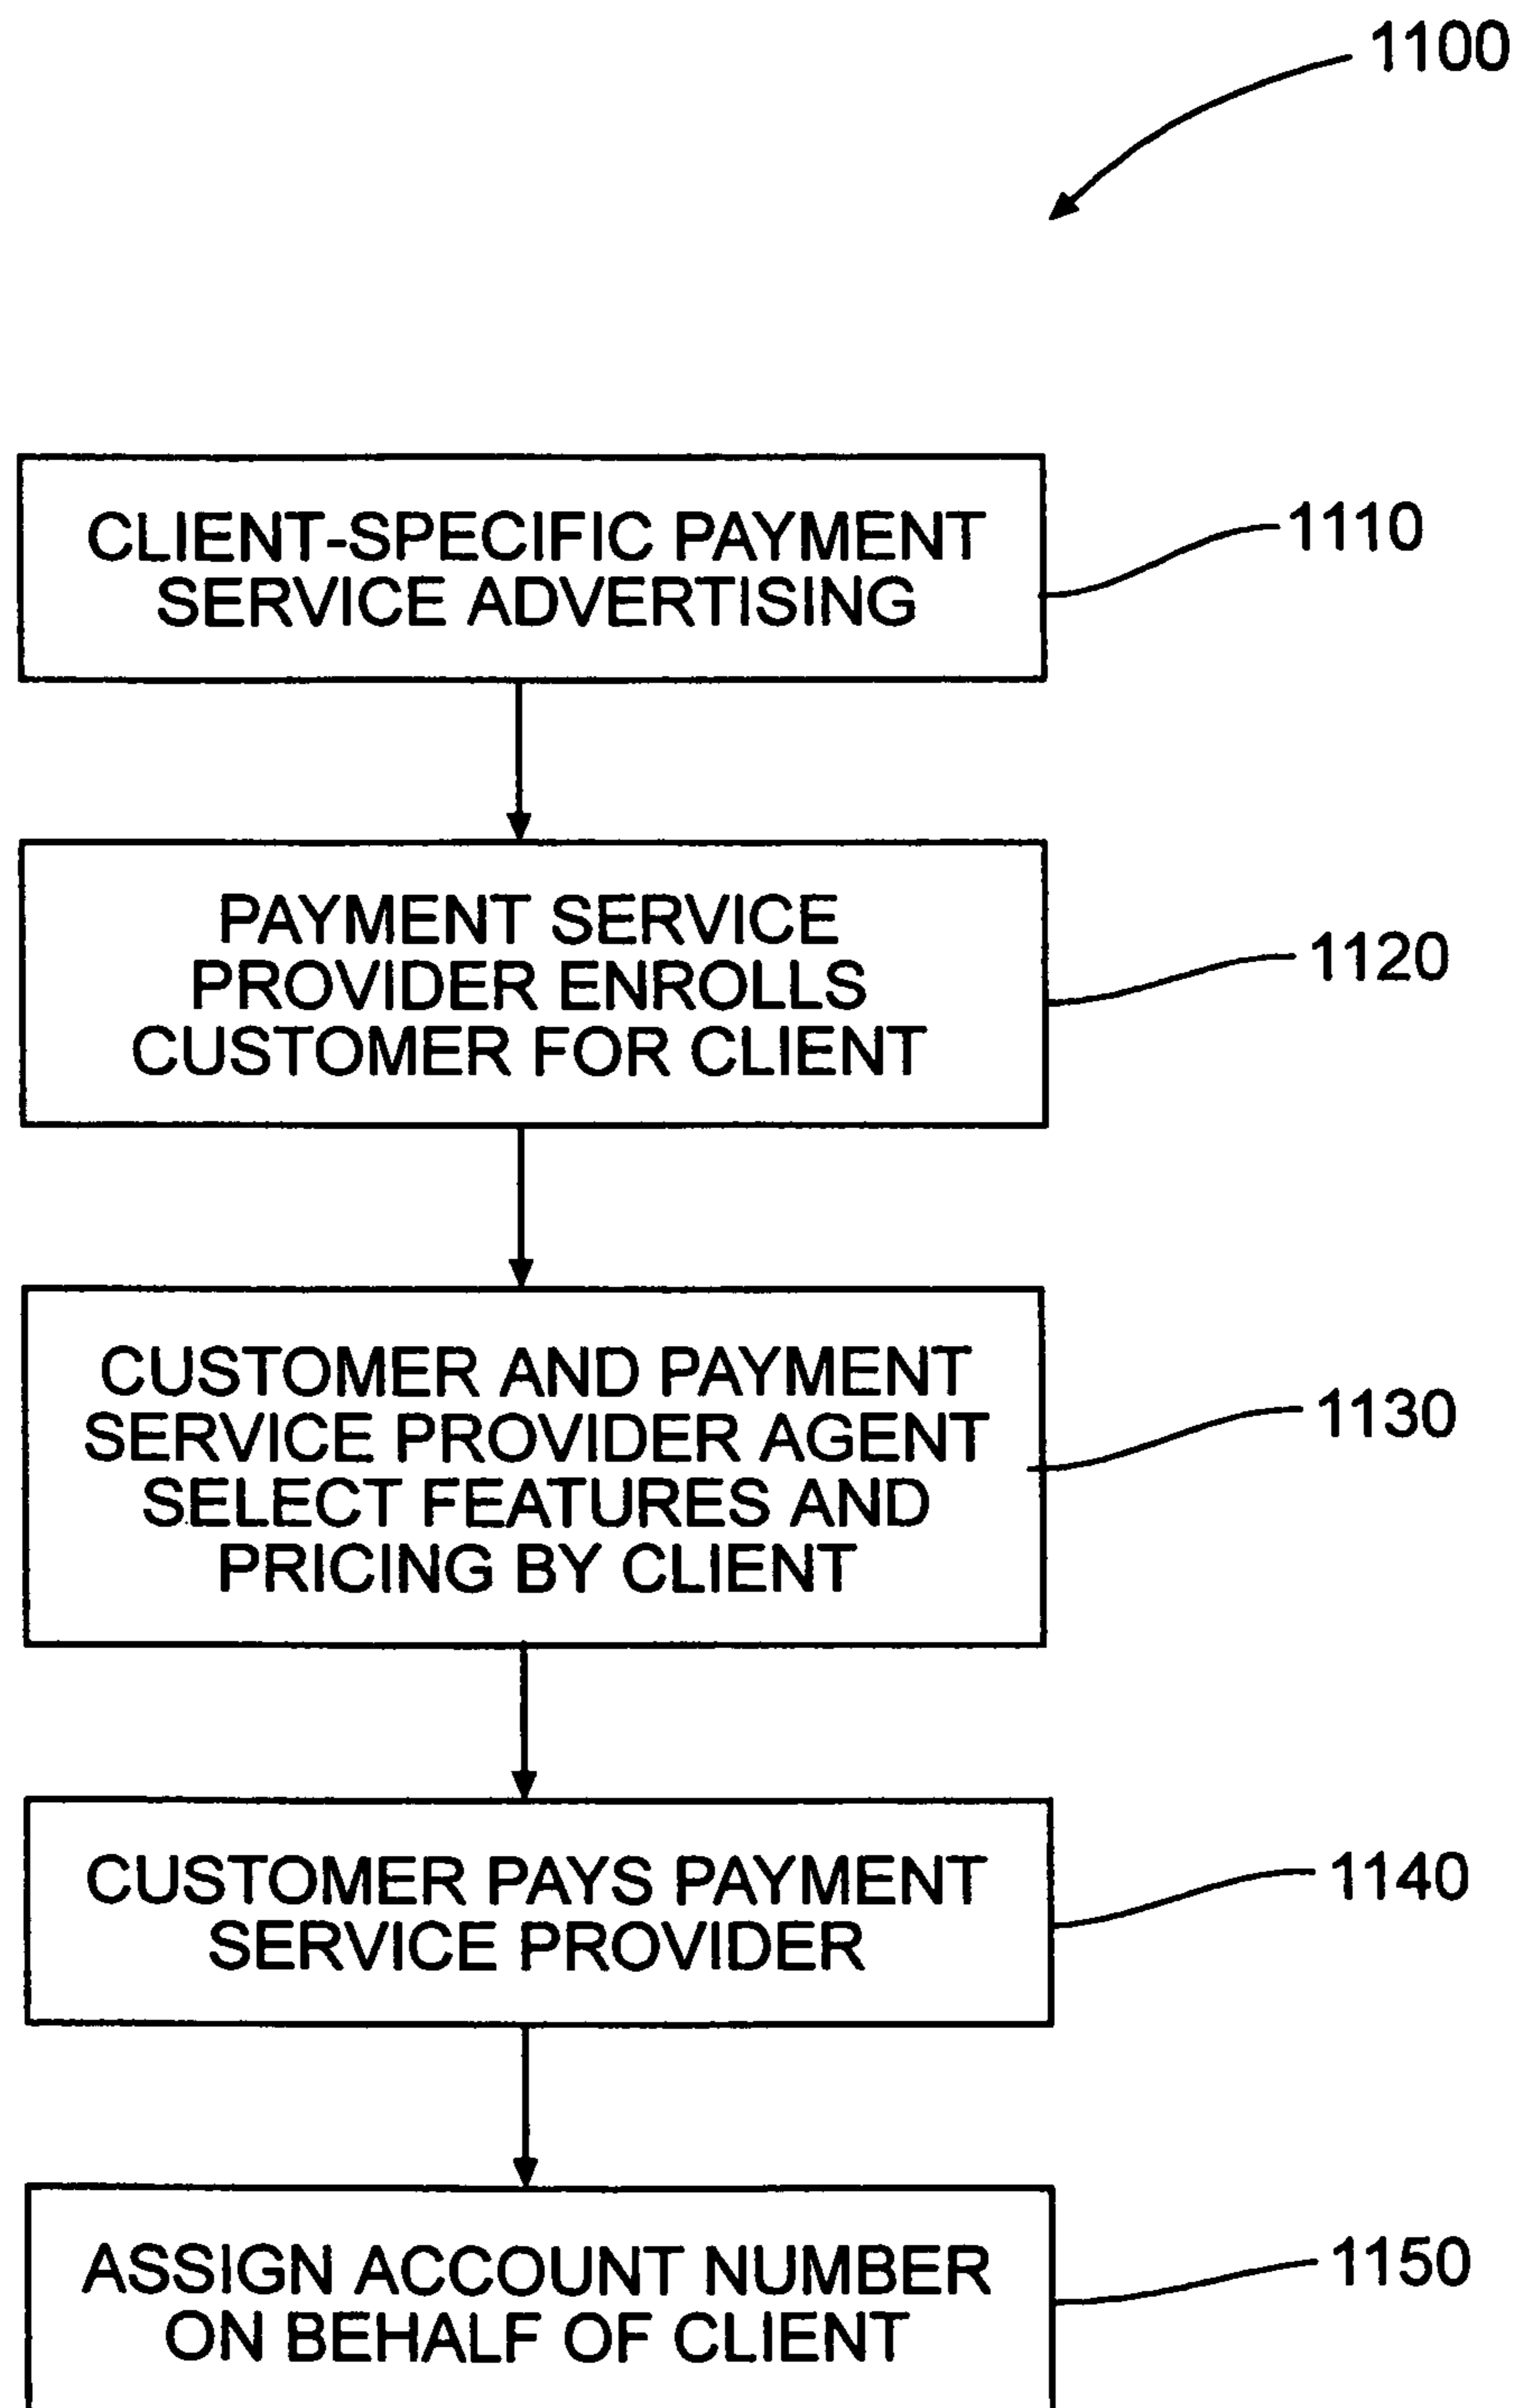 1100
CLIENT-SPECIFIC PAYMENT
SERVICE ADVERTISING
1110
PAYMENT SERVICE
PROVIDER ENROLLS
CUSTOMER FOR CLIENT
1120
CUSTOMER AND PAYMENT
SERVICE PROVIDER AGENT
SELECT FEATURES AND
PRICING BY CLIENT
1130
CUSTOMER PAYS PAYMENT
SERVICE PROVIDER
1140
ASSIGN ACCOUNT NUMBER
ON BEHALF OF CLIENT
1150